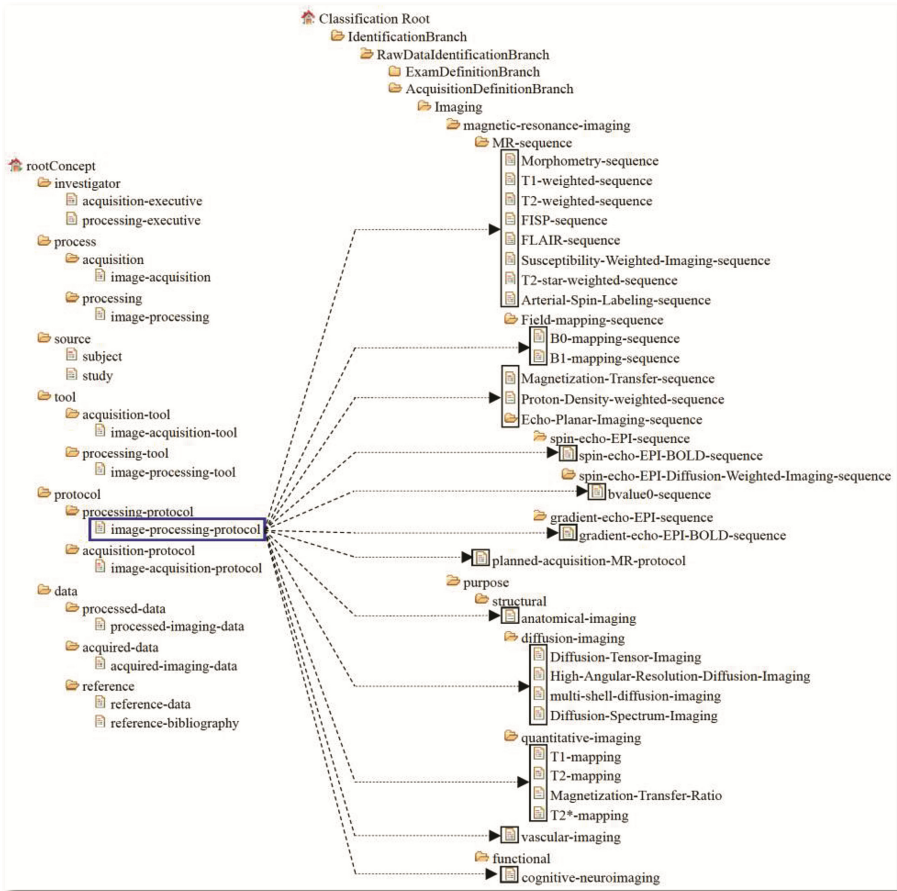 rootConcept
investigator
acquisition-executive
processing-executive
process
acquisition
image-acquisition
processing
image-processing
source
subject
study
tool
acquisition-tool
image-acquisition-tool
processing-tool
image-processing-tool
protocol
processing-protocol
image-processing-protocol
acquisition-protocol
image-acquisition-protocol
data
processed-data
processed-imaging-data
acquired-data
acquired-imaging-data
reference
reference-data
reference-bibliography
Classification Root
IdentificationBranch
RawDataIdentificationBranch
ExamDefinitionBranch
AcquisitionDefinitionBranch
Imaging
magnetic-resonance-imaging
MR-sequence
Morphometry-sequence
T1-weighted-sequence
T2-weighted-sequence
FISP-sequence
FLAIR-sequence
Susceptibility-Weighted-Imaging-sequence
T2-star-weighted-sequence
Arterial-Spin-Labeling-sequence
Field-mapping-sequence
B0-mapping-sequence
B1-mapping-sequence
Magnetization-Transfer-sequence
Proton-Density-weighted-sequence
Echo-Planar-Imaging-sequence
spin-echo-EPI-sequence
spin-echo-EPI-BOLD-sequence
spin-echo-EPI-Diffusion-Weighted-Imaging-sequence
bvalue0-sequence
gradient-echo-EPI-sequence
gradient-echo-EPI-BOLD-sequence
planned-acquisition-MR-protocol
purpose
structural
anatomical-imaging
diffusion-imaging
Diffusion-Tensor-Imaging
High-Angular-Resolution-Diffusion-Imaging
multi-shell-diffusion-imaging
Diffusion-Spectrum-Imaging
quantitative-imaging
T1-mapping
T2-mapping
Magnetization-Transfer-Ratio
T2*-mapping
vascular-imaging
functional
cognitive-neuroimaging